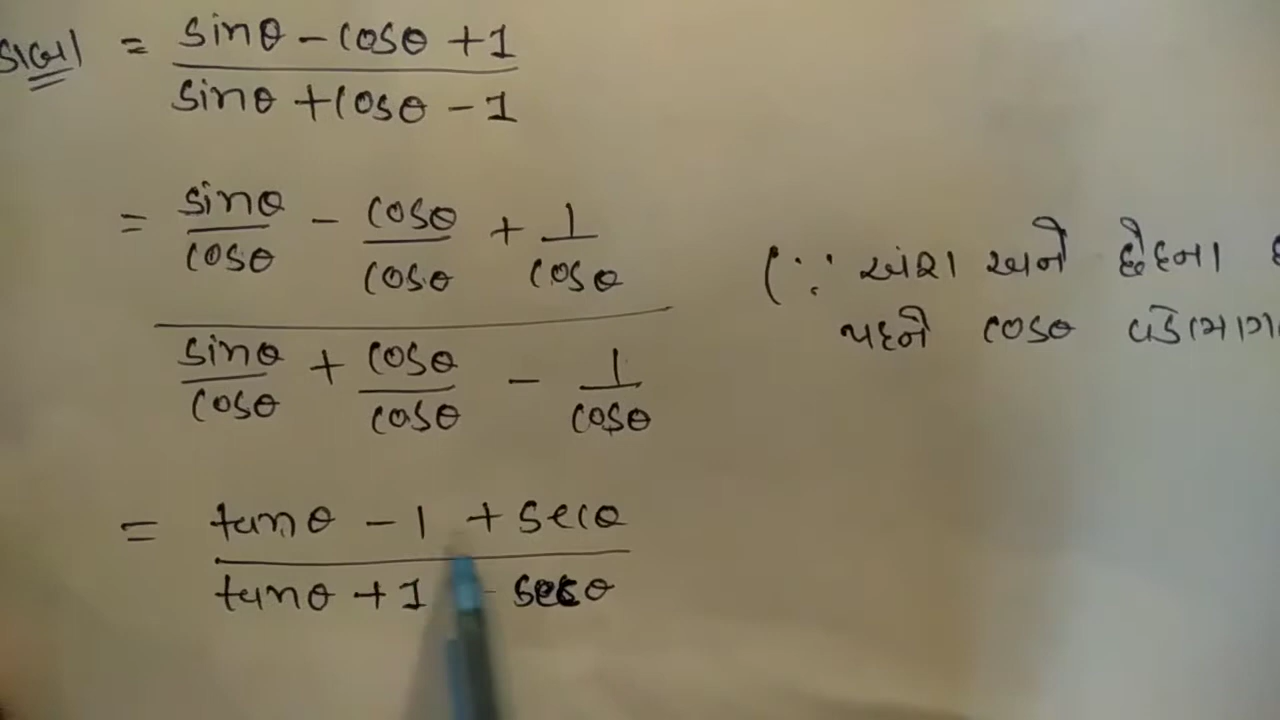 ડાબા = sinθ - cosθ + 1
sinθ + cosθ - 1
= sinθ/cosθ - cosθ/cosθ + 1/cosθ
sinθ/cosθ + cosθ/cosθ - 1/cosθ
(∵ અંશ અને છેદના
પદને cosθ વડે ભાગ
= tanθ - 1 + secθ
tanθ + 1 - secθ